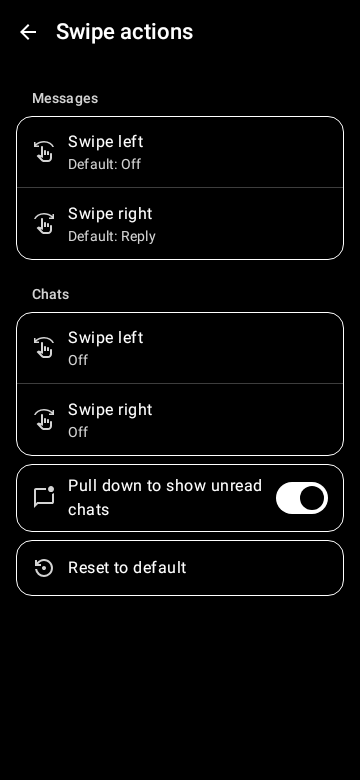 Swipe actions
Messages
Swipe left
Default: Off
Swipe right
Default: Reply
Chats
Swipe left
Off
Swipe right
Off
Pull down to show unread
chats
Reset to default